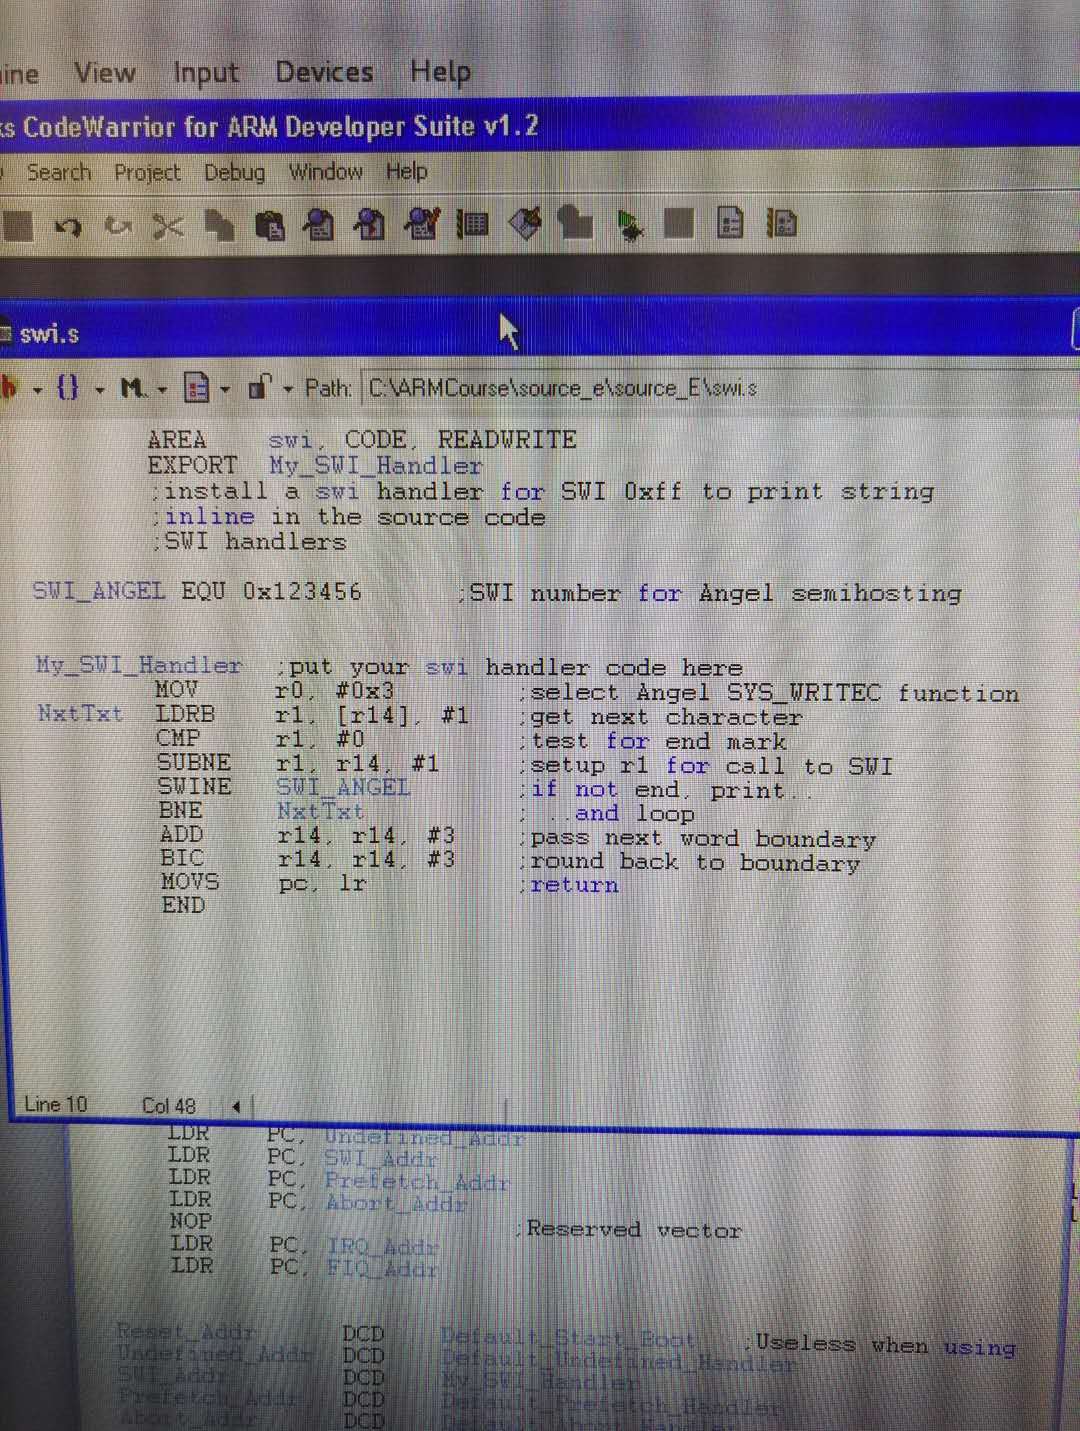 View Input Devices Help
CodeWarrior for ARM Developer Suite v1.2
Search Project Debug Window Help
swi.s
Path: C:\ARMCourse\source_e\source_E\swi.s
AREA swi, CODE, READWRITE
EXPORT My_SWI_Handler
;install a swi handler for SWI 0xff to print string
;inline in the source code
;SWI handlers
SWI_ANGEL EQU 0x123456 ;SWI number for Angel semihosting
My_SWI_Handler ;put your swi handler code here
MOV r0, #0x3 ;select Angel SYS_WRITEC function
NxtTxt LDRB r1, [r14], #1 ;get next character
CMP r1, #0 ;test for end mark
SUBNE r1, r14, #1 ;setup r1 for call to SWI
SWINE SWI_ANGEL ;if not end, print..
BNE NxtTxt ; ..and loop
ADD r14, r14, #3 ;pass next word boundary
BIC r14, r14, #3 ;round back to boundary
MOVS pc, lr ;return
END
Line 10 Col 48
LDR PC, Undefined_Addr
LDR PC, SWI_Addr
LDR PC, Prefetch_Addr
LDR PC, Abort_Addr
NOP ;Reserved vector
LDR PC, IRQ_Addr
LDR PC, FIQ_Addr
Reset_Addr DCD Default_Start_Boot ;Useless when using
Undefined_Addr DCD Default_Undefined_Handler
SWI_Addr DCD My_SWI_Handler
Prefetch_Addr DCD Default_Prefetch_Handler
Abort_Addr DCD Default_Abort_Handler